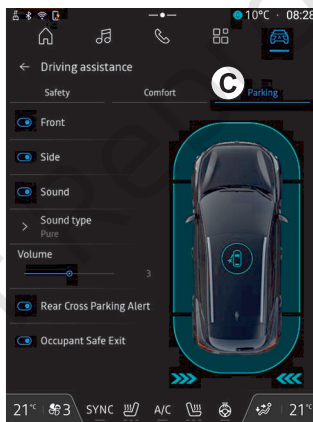 10°C · 08:28
Driving assistance
Safety
Comfort
C
Parking
Front
Side
Sound
Sound type
Pure
Volume
3
Rear Cross Parking Alert
Occupant Safe Exit
21°C
3
SYNC
A/C
21°C